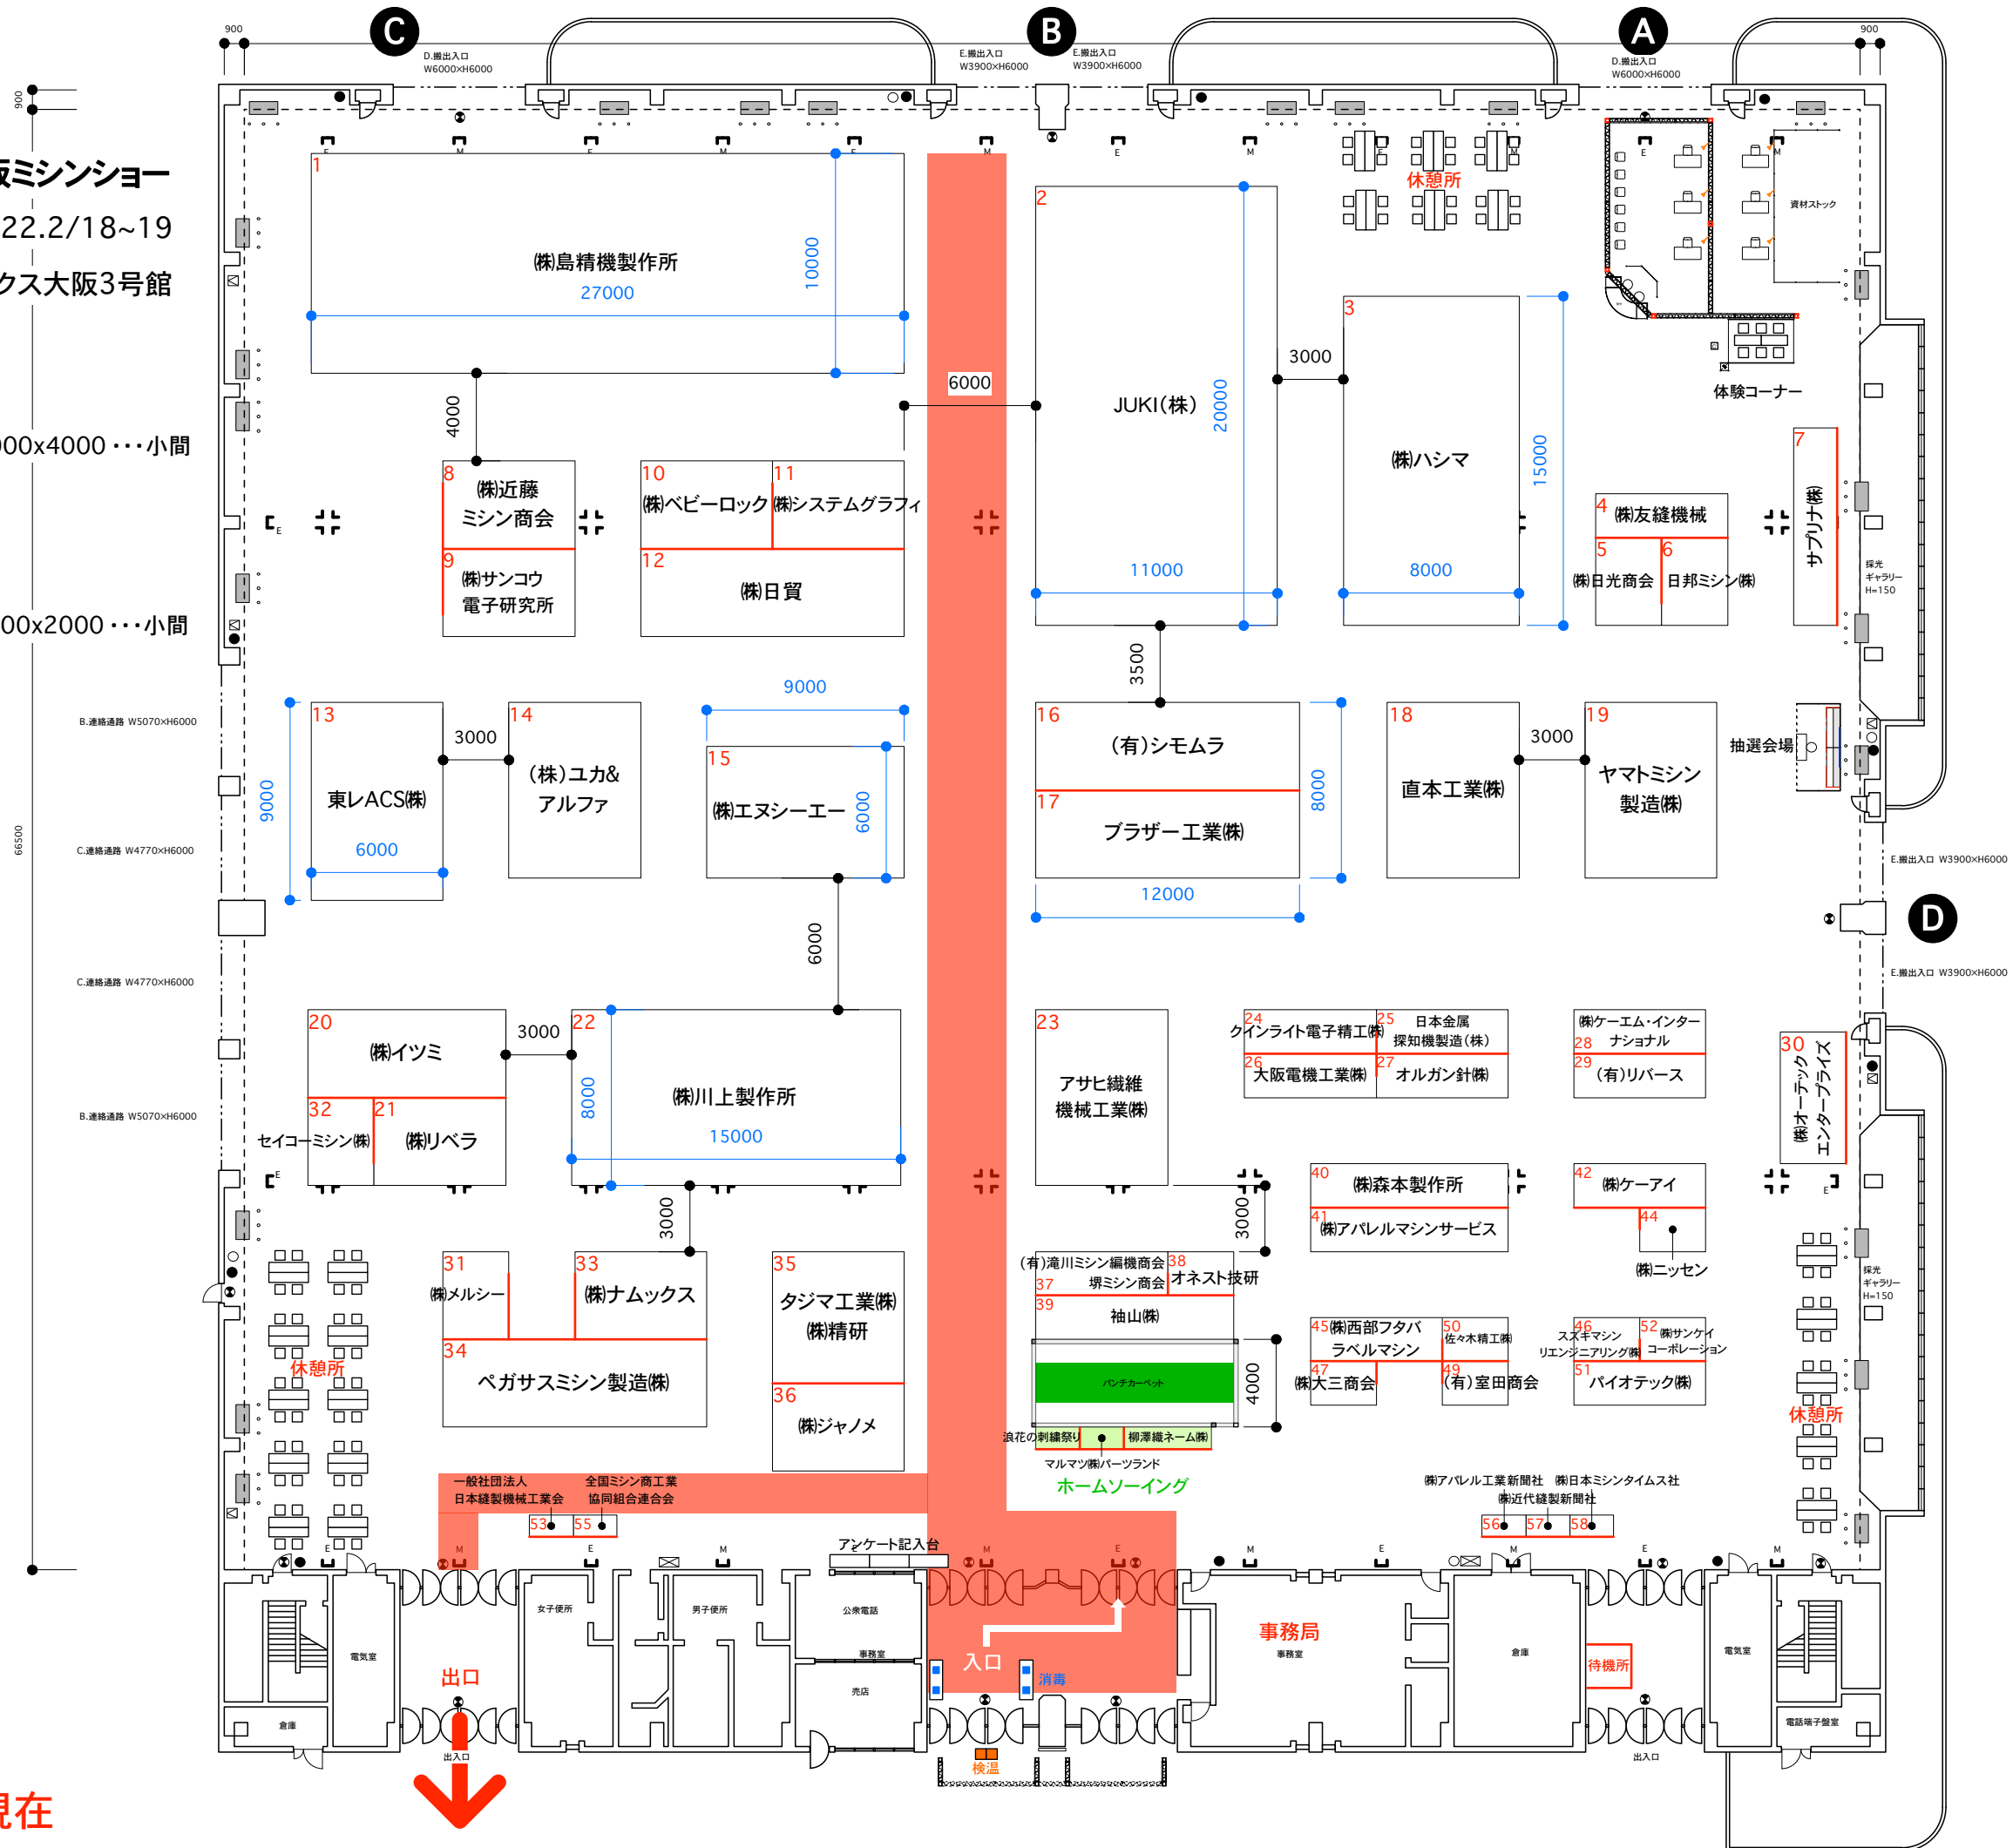 C
B
A
900
900
D.搬出入口
W6000×H6000
E.搬出入口
W3900×H6000
E.搬出入口
W3900×H6000
D.搬出入口
W6000×H6000
900
阪ミシンショー
22.2/18~19
クス大阪3号館
000x4000・・・小間
00x2000・・・小間
66500
1
㈱島精機製作所
27000
10000
2
JUKI(株)
20000
11000
休憩所
資材ストック
3
㈱ハシマ
15000
8000
3000
6000
4000
体験コーナー
7
サプリナ㈱
4
㈱友縫機械
5
㈱日光商会
6
日邦ミシン㈱
採光
ギャラリー
H=150
8
㈱近藤
ミシン商会
9
㈱サンコウ
電子研究所
10
㈱ベビーロック
11
㈱システムグラフィ
12
㈱日貿
3500
B.連絡通路 W5070×H6000
C.連絡通路 W4770×H6000
C.連絡通路 W4770×H6000
B.連絡通路 W5070×H6000
13
東レACS㈱
9000
6000
3000
14
(株)ユカ&
アルファ
9000
15
㈱エヌシーエー
6000
6000
16
(有)シモムラ
17
ブラザー工業㈱
8000
12000
18
直本工業㈱
3000
19
ヤマトミシン
製造㈱
抽選会場
E.搬出入口 W3900×H6000
D
E.搬出入口 W3900×H6000
20
㈱イツミ
3000
32
セイコーミシン㈱
21
㈱リベラ
22
㈱川上製作所
8000
15000
23
アサヒ繊維
機械工業㈱
24
クインライト電子精工㈱
25
日本金属
探知機製造(株)
26
大阪電機工業㈱
27
オルガン針㈱
㈱ケーエム・インター
28
ナショナル
29
(有)リバース
30
㈱オーテック
エンタープライズ
3000
3000
40
㈱森本製作所
41
㈱アパレルマシンサービス
42
㈱ケーアイ
44
㈱ニッセン
31
㈱メルシー
33
㈱ナムックス
34
ペガサスミシン製造㈱
35
タジマ工業㈱
㈱精研
36
㈱ジャノメ
(有)滝川ミシン編機商会
37
堺ミシン商会
38
オネスト技研
39
袖山㈱
パンチカーペット
4000
浪花の刺繍祭り
柳澤織ネーム㈱
マルマツ㈱パーツランド
ホームソーイング
45
㈱西部フタバ
ラベルマシン
50
佐々木精工㈱
47
㈱大三商会
49
(有)室田商会
46
スズキマシン
リエンジニアリング㈱
52
㈱サンケイ
コーポレーション
51
パイオテック㈱
採光
ギャラリー
H=150
休憩所
休憩所
一般社団法人
日本縫製機械工業会
全国ミシン商工業
協同組合連合会
53
55
アンケート記入台
㈱アパレル工業新聞社
㈱日本ミシンタイムス社
㈱近代縫製新聞社
56
57
58
電気室
倉庫
出口
出入口
女子便所
男子便所
公衆電話
事務室
売店
入口
消毒
検温
事務局
事務室
倉庫
待機所
出入口
電気室
電話端子盤室
現在